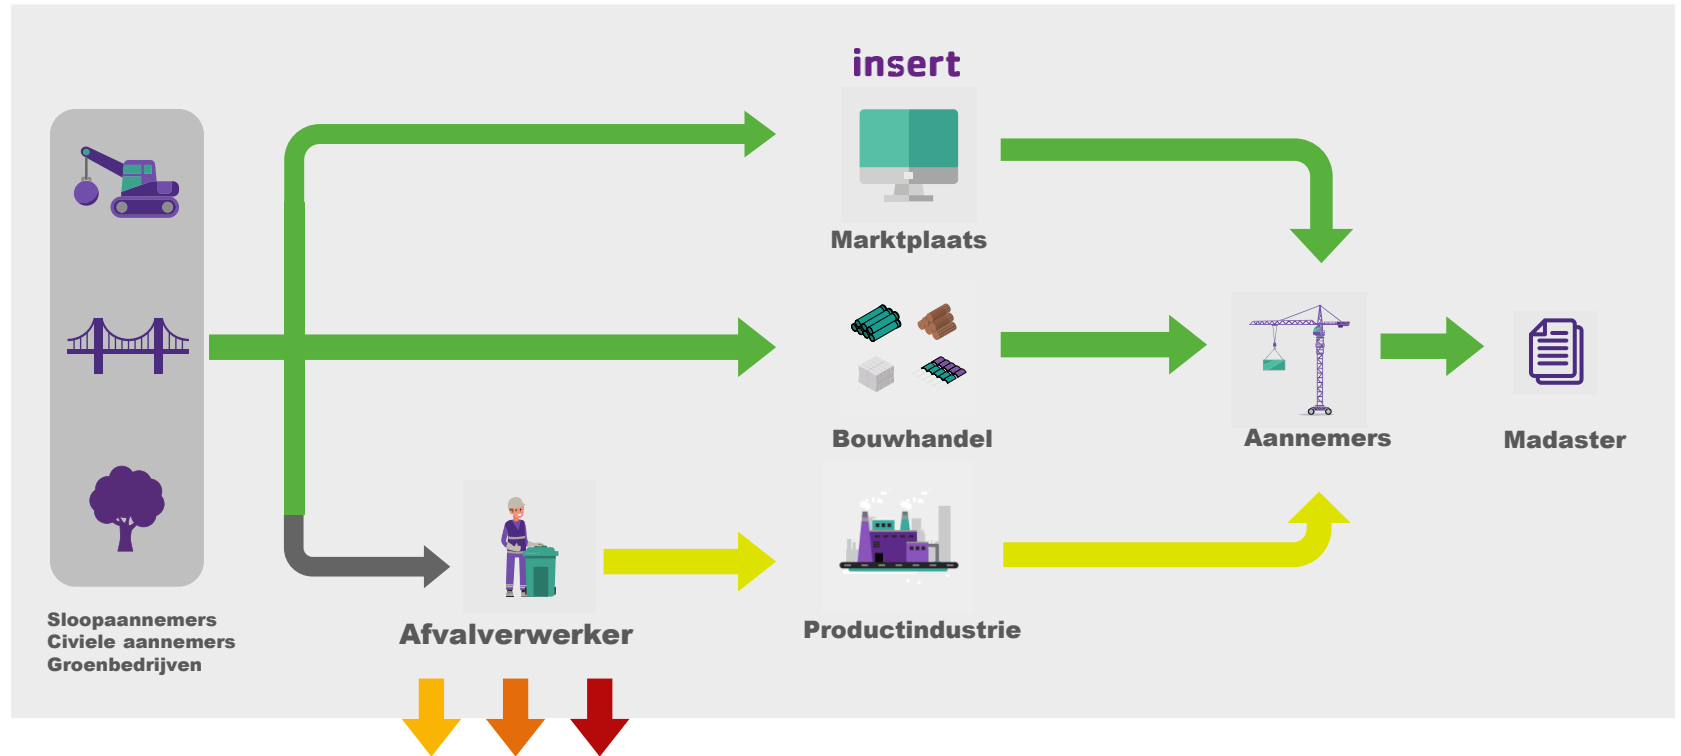 insert
Marktplaats
Bouwhandel
Aannemers
Madaster
Sloopaannemers
Civiele aannemers
Groenbedrijven
Afvalverwerker
Productindustrie